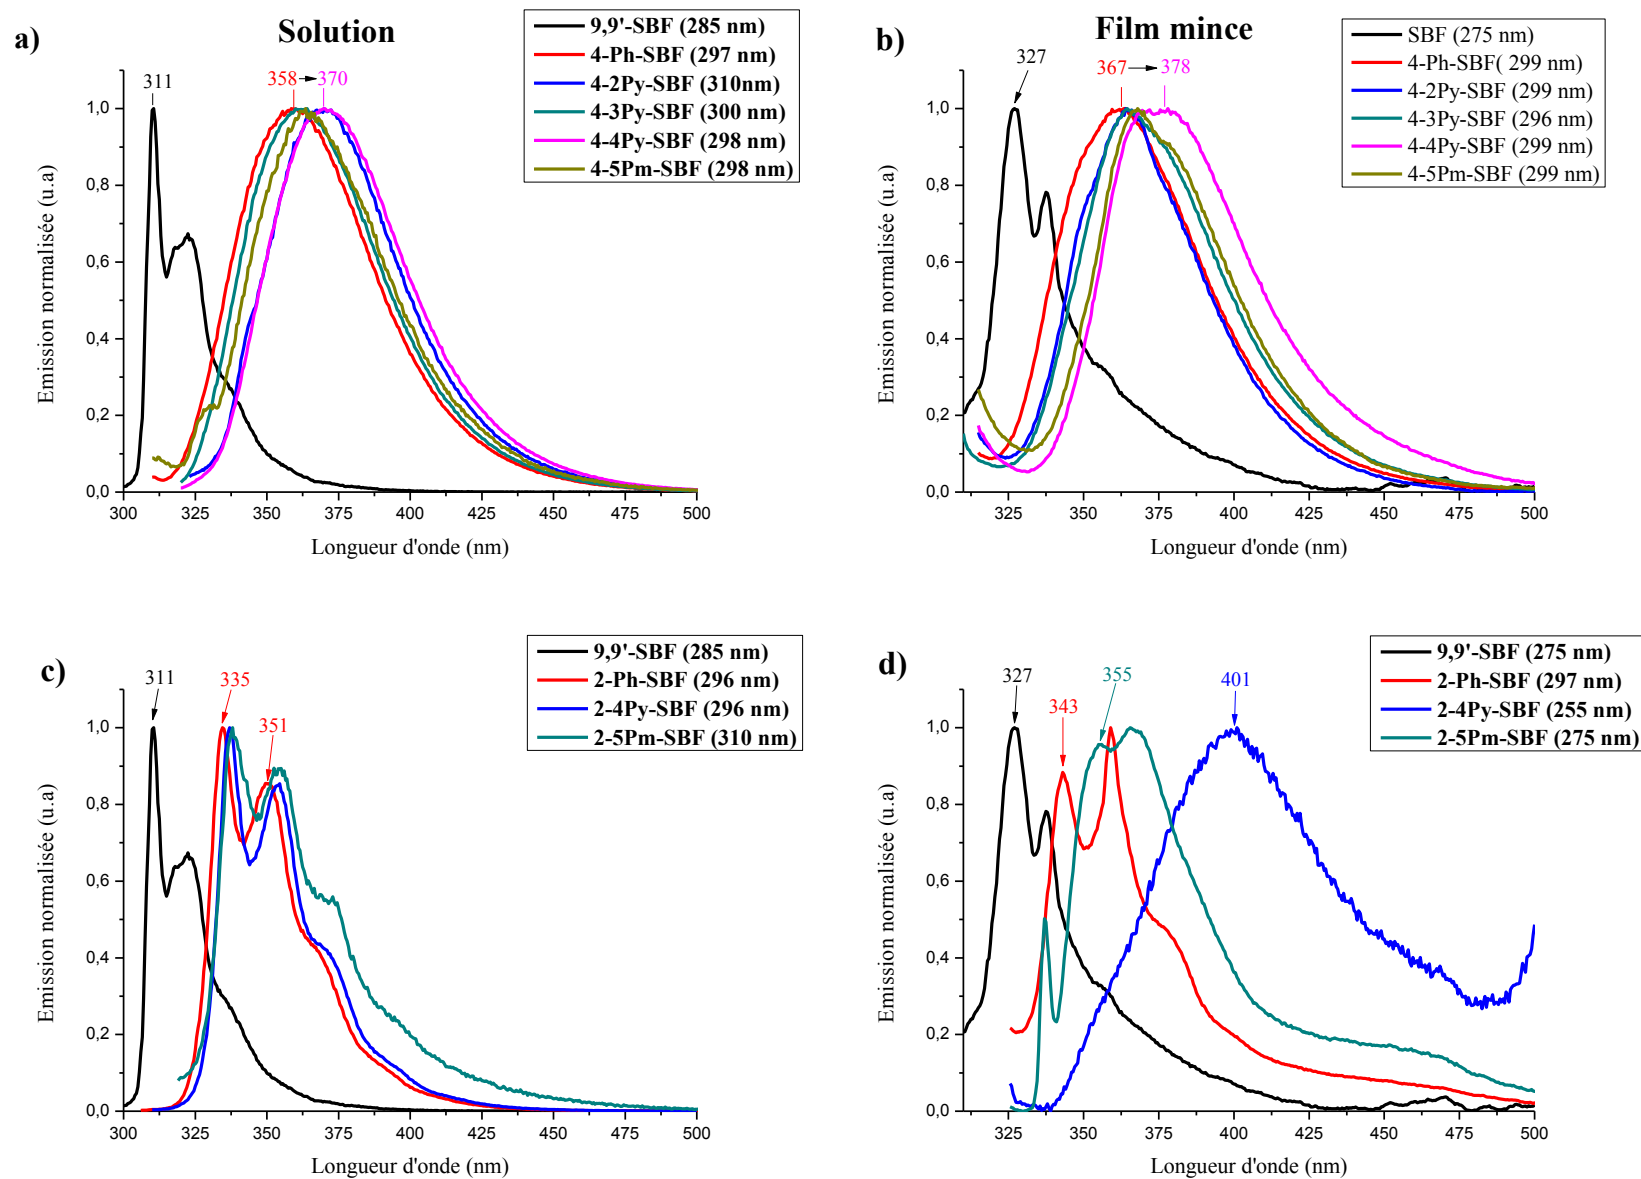 a)
Solution
9,9'-SBF (285 nm)
4-Ph-SBF (297 nm)
4-2Py-SBF (310nm)
4-3Py-SBF (300 nm)
4-4Py-SBF (298 nm)
4-5Pm-SBF (298 nm)
311
358
370
1,0
0,8
0,6
0,4
0,2
0,0
300
325
350
375
400
425
450
475
500
Emission normalisée (u.a)
Longueur d'onde (nm)
b)
Film mince
SBF (275 nm)
4-Ph-SBF( 299 nm)
4-2Py-SBF (299 nm)
4-3Py-SBF (296 nm)
4-4Py-SBF (299 nm)
4-5Pm-SBF (299 nm)
327
367
378
1,0
0,8
0,6
0,4
0,2
0,0
325
350
375
400
425
450
475
500
Emission normalisée (u.a)
Longueur d'onde (nm)
c)
9,9'-SBF (285 nm)
2-Ph-SBF (296 nm)
2-4Py-SBF (296 nm)
2-5Pm-SBF (310 nm)
311
335
351
1,0
0,8
0,6
0,4
0,2
0,0
300
325
350
375
400
425
450
475
500
Emission normalisée (u.a)
Longueur d'onde (nm)
d)
9,9'-SBF (275 nm)
2-Ph-SBF (297 nm)
2-4Py-SBF (255 nm)
2-5Pm-SBF (275 nm)
327
343
355
401
1,0
0,8
0,6
0,4
0,2
0,0
325
350
375
400
425
450
475
500
Emission normalisée (u.a)
Longueur d'onde (nm)